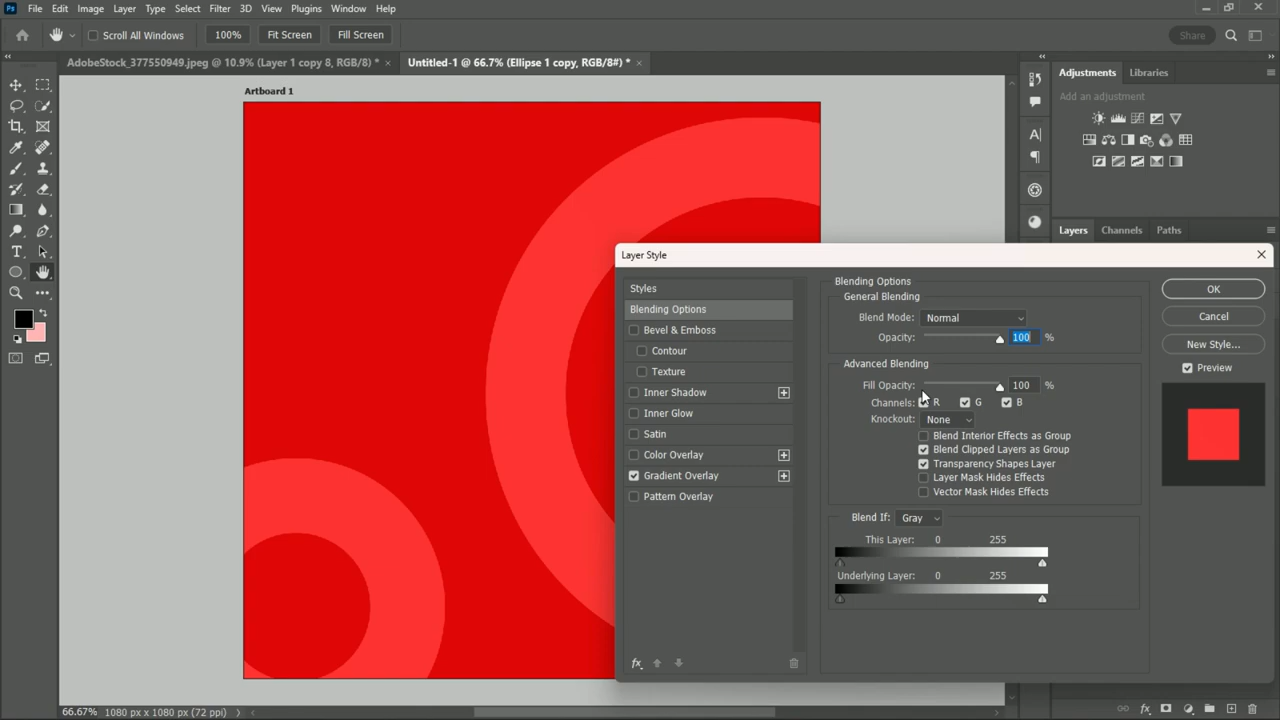 File Edit Image Layer Type Select Filter 3D View Plugins Window Help
Scroll All Windows 100% Fit Screen Fill Screen Share
AdobeStock_377550949.jpeg @ 10.9% (Layer 1 copy 8, RGB/8) * × Untitled-1 @ 66.7% (Ellipse 1 copy, RGB/8#) * ×
Adjustments Libraries
Artboard 1
Add an adjustment
Layers Channels Paths
Layer Style
Styles
Blending Options
Bevel & Emboss
Contour
Texture
Inner Shadow
Inner Glow
Satin
Color Overlay
Gradient Overlay
Pattern Overlay
fx
Blending Options
General Blending
Blend Mode: Normal
Opacity: 100 %
Advanced Blending
Fill Opacity: 100 %
Channels: R G B
Knockout: None
Blend Interior Effects as Group
Blend Clipped Layers as Group
Transparency Shapes Layer
Layer Mask Hides Effects
Vector Mask Hides Effects
Blend If: Gray
This Layer: 0 255
Underlying Layer: 0 255
OK
Cancel
New Style...
Preview
66.67% 1080 px x 1080 px (72 ppi)
fx